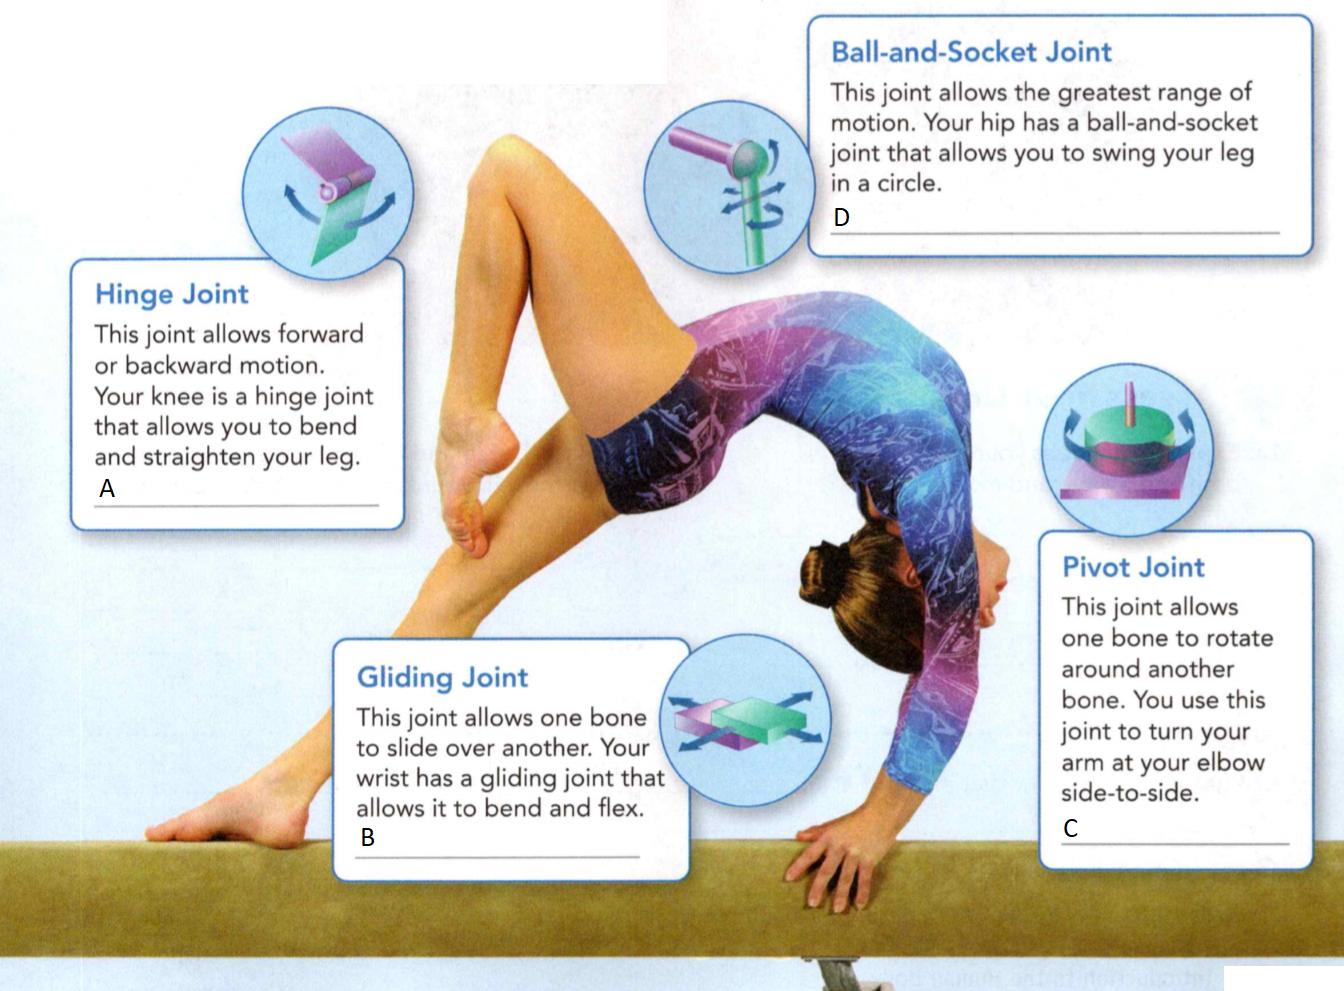 Ball-and-Socket Joint
This joint allows the greatest range of
motion. Your hip has a ball-and-socket
joint that allows you to swing your leg
in a circle.
D
Hinge Joint
This joint allows forward
or backward motion.
Your knee is a hinge joint
that allows you to bend
and straighten your leg.
A
Pivot Joint
This joint allows
one bone to rotate
around another
bone. You use this
joint to turn your
arm at your elbow
side-to-side.
C
Gliding Joint
This joint allows one bone
to slide over another. Your
wrist has a gliding joint that
allows it to bend and flex.
B